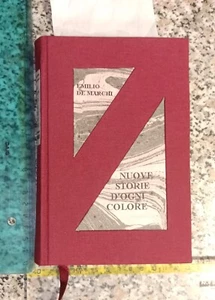 EMILIO
DE MARCHI
NUOVE
STORIE
D'OGNI
COLORE